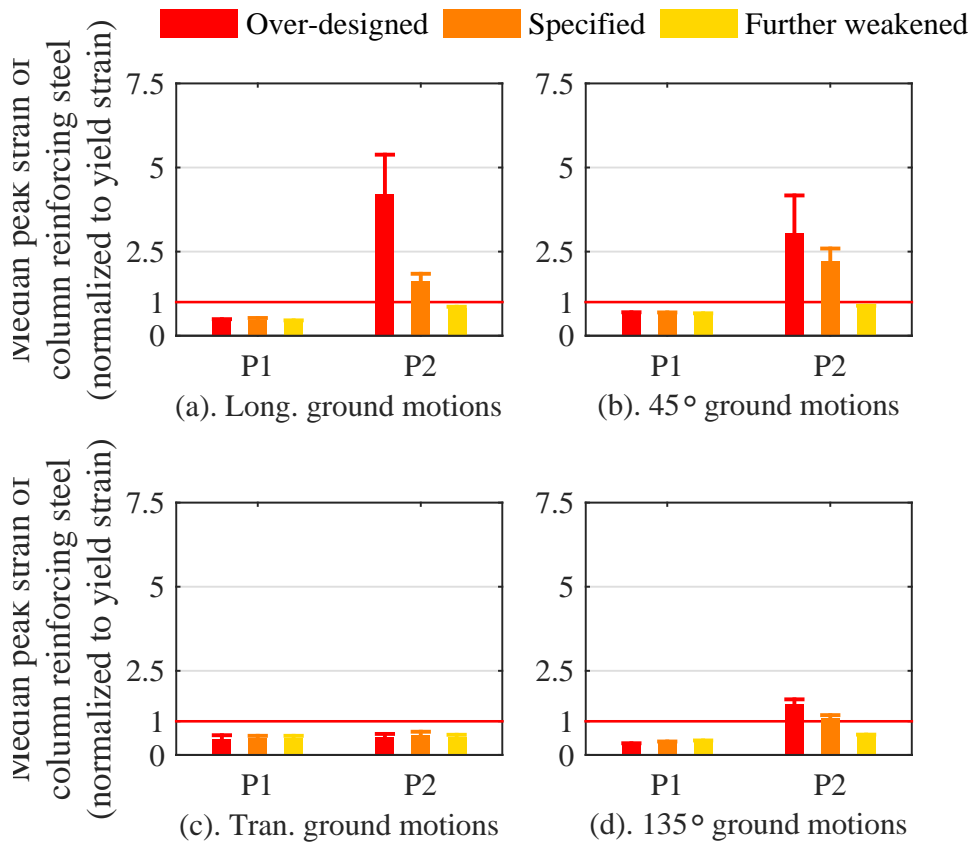 Over-designed Specified Further weakened
Median peak strain of
column reinforcing steel
(normalized to yield strain)
7.5
5
2.5
1
0
P1 P2
(a). Long. ground motions
7.5
5
2.5
1
0
P1 P2
(b). 45° ground motions
Median peak strain of
column reinforcing steel
(normalized to yield strain)
7.5
5
2.5
1
0
P1 P2
(c). Tran. ground motions
7.5
5
2.5
1
0
P1 P2
(d). 135° ground motions